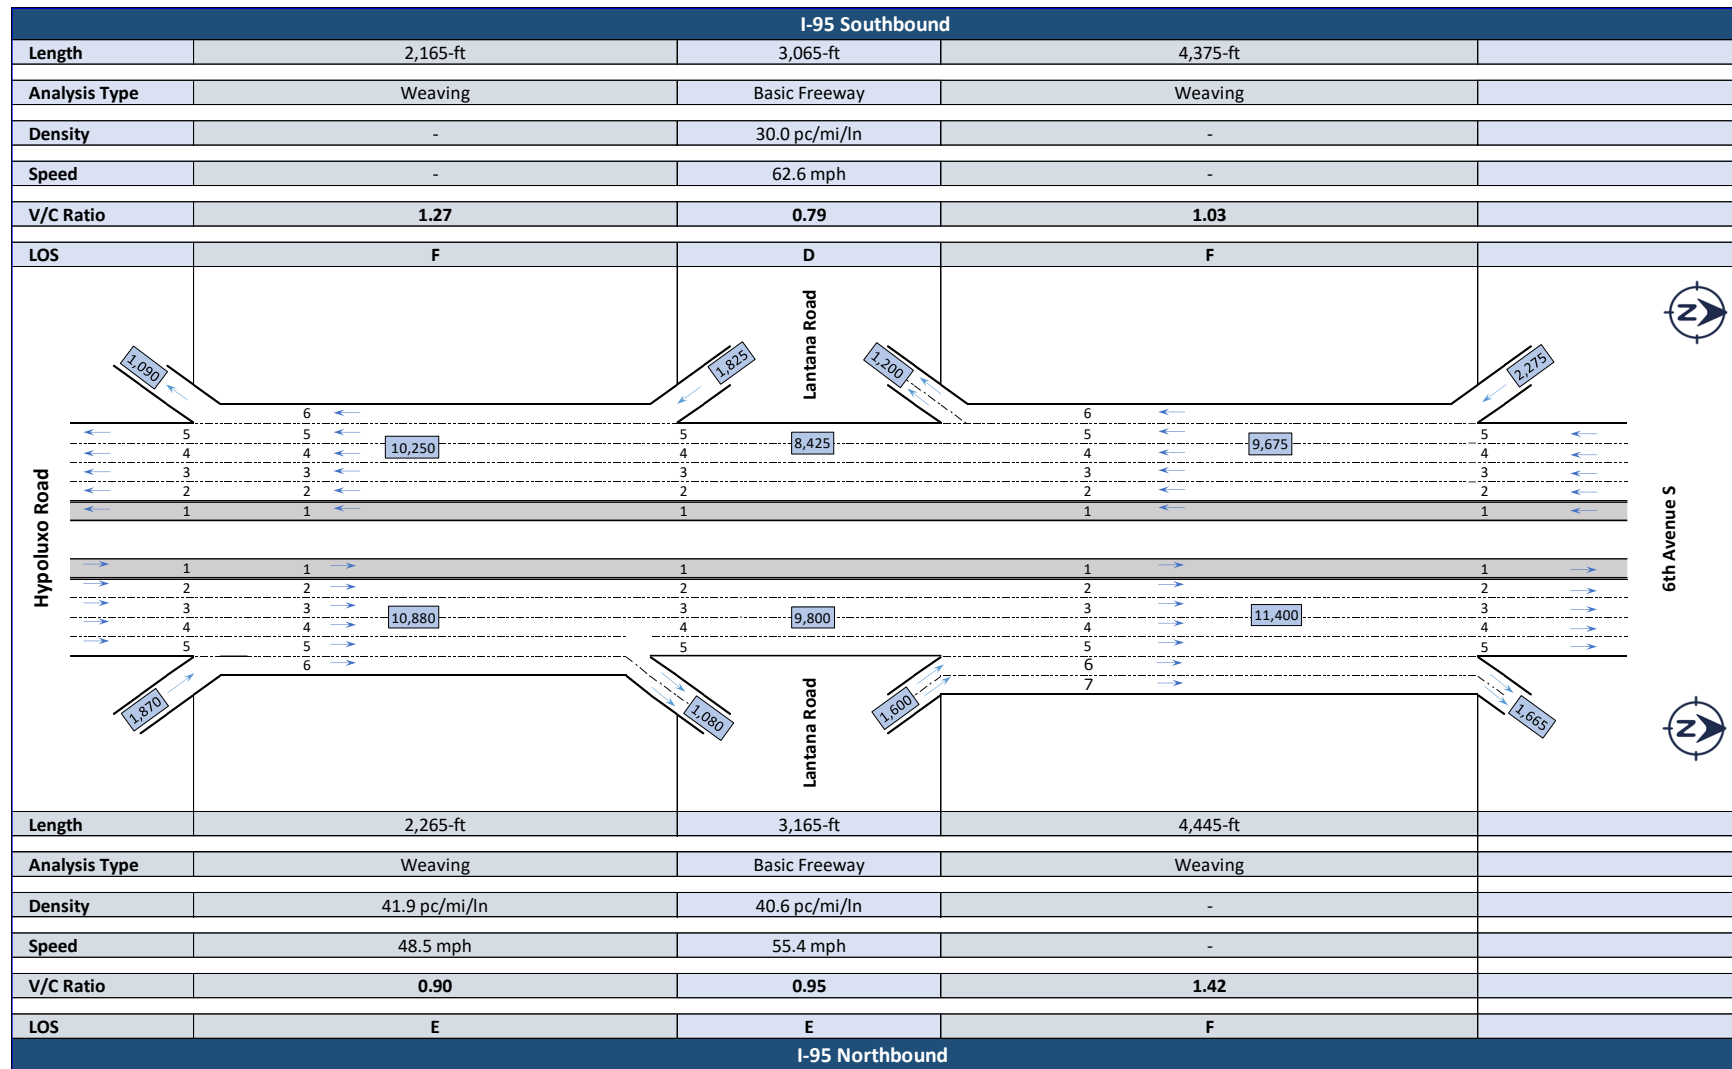 I-95 Southbound
Length 2,165-ft 3,065-ft 4,375-ft
Analysis Type Weaving Basic Freeway Weaving
Density - 30.0 pc/mi/ln -
Speed - 62.6 mph -
V/C Ratio 1.27 0.79 1.03
LOS F D F
Lantana Road
N
1,090 1,825 1,200 2,275
6 6
5 5 5 5 5
10,250 8,425 9,675
4 4 4 4 4
3 3 3 3 3
2 2 2 2 2
1 1 1 1 1
Hypoluxo Road
6th Avenue S
1 1 1 1 1
2 2 2 2 2
3 3 3 3 3
10,880 9,800 11,400
4 4 4 4 4
5 5 5 5 5
6 6
7
1,870 1,080 1,600 1,665
Lantana Road
N
Length 2,265-ft 3,165-ft 4,445-ft
Analysis Type Weaving Basic Freeway Weaving
Density 41.9 pc/mi/ln 40.6 pc/mi/ln -
Speed 48.5 mph 55.4 mph -
V/C Ratio 0.90 0.95 1.42
LOS E E F
I-95 Northbound